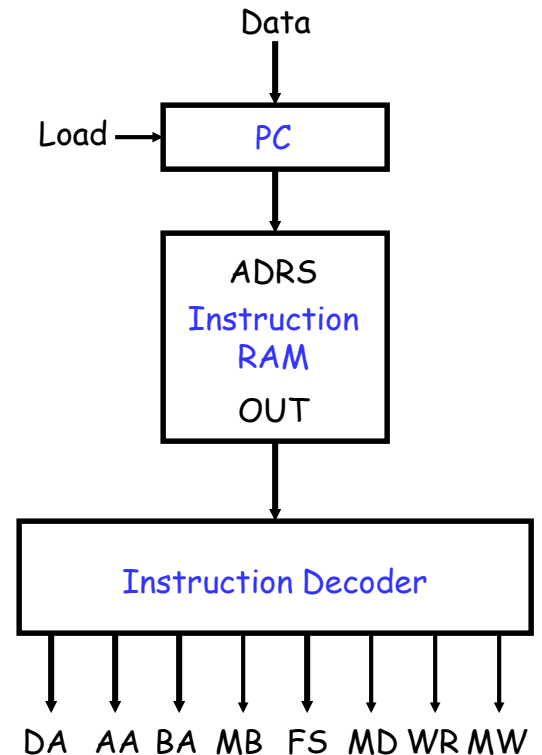 Data
Load
PC
ADRS
Instruction
RAM
OUT
Instruction Decoder
DA AA BA MB FS MD WR MW